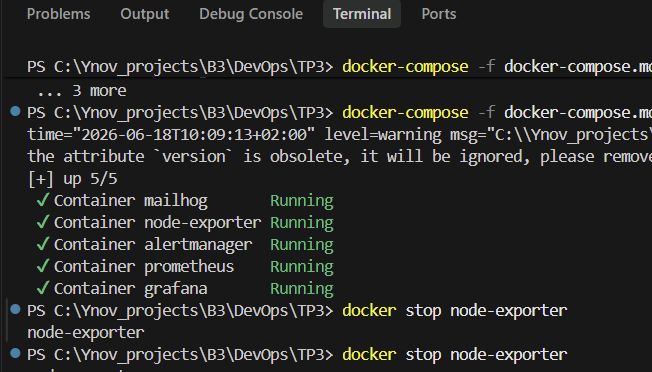 Problems Output Debug Console Terminal Ports
PS C:\Ynov_projects\B3\DevOps\TP3> docker-compose -f docker-compose.mo
... 3 more
PS C:\Ynov_projects\B3\DevOps\TP3> docker-compose -f docker-compose.mo
time="2026-06-18T10:09:13+02:00" level=warning msg="C:\\Ynov_projects\
the attribute `version` is obsolete, it will be ignored, please remove
[+] up 5/5
✓ Container mailhog Running
✓ Container node-exporter Running
✓ Container alertmanager Running
✓ Container prometheus Running
✓ Container grafana Running
PS C:\Ynov_projects\B3\DevOps\TP3> docker stop node-exporter
node-exporter
PS C:\Ynov_projects\B3\DevOps\TP3> docker stop node-exporter